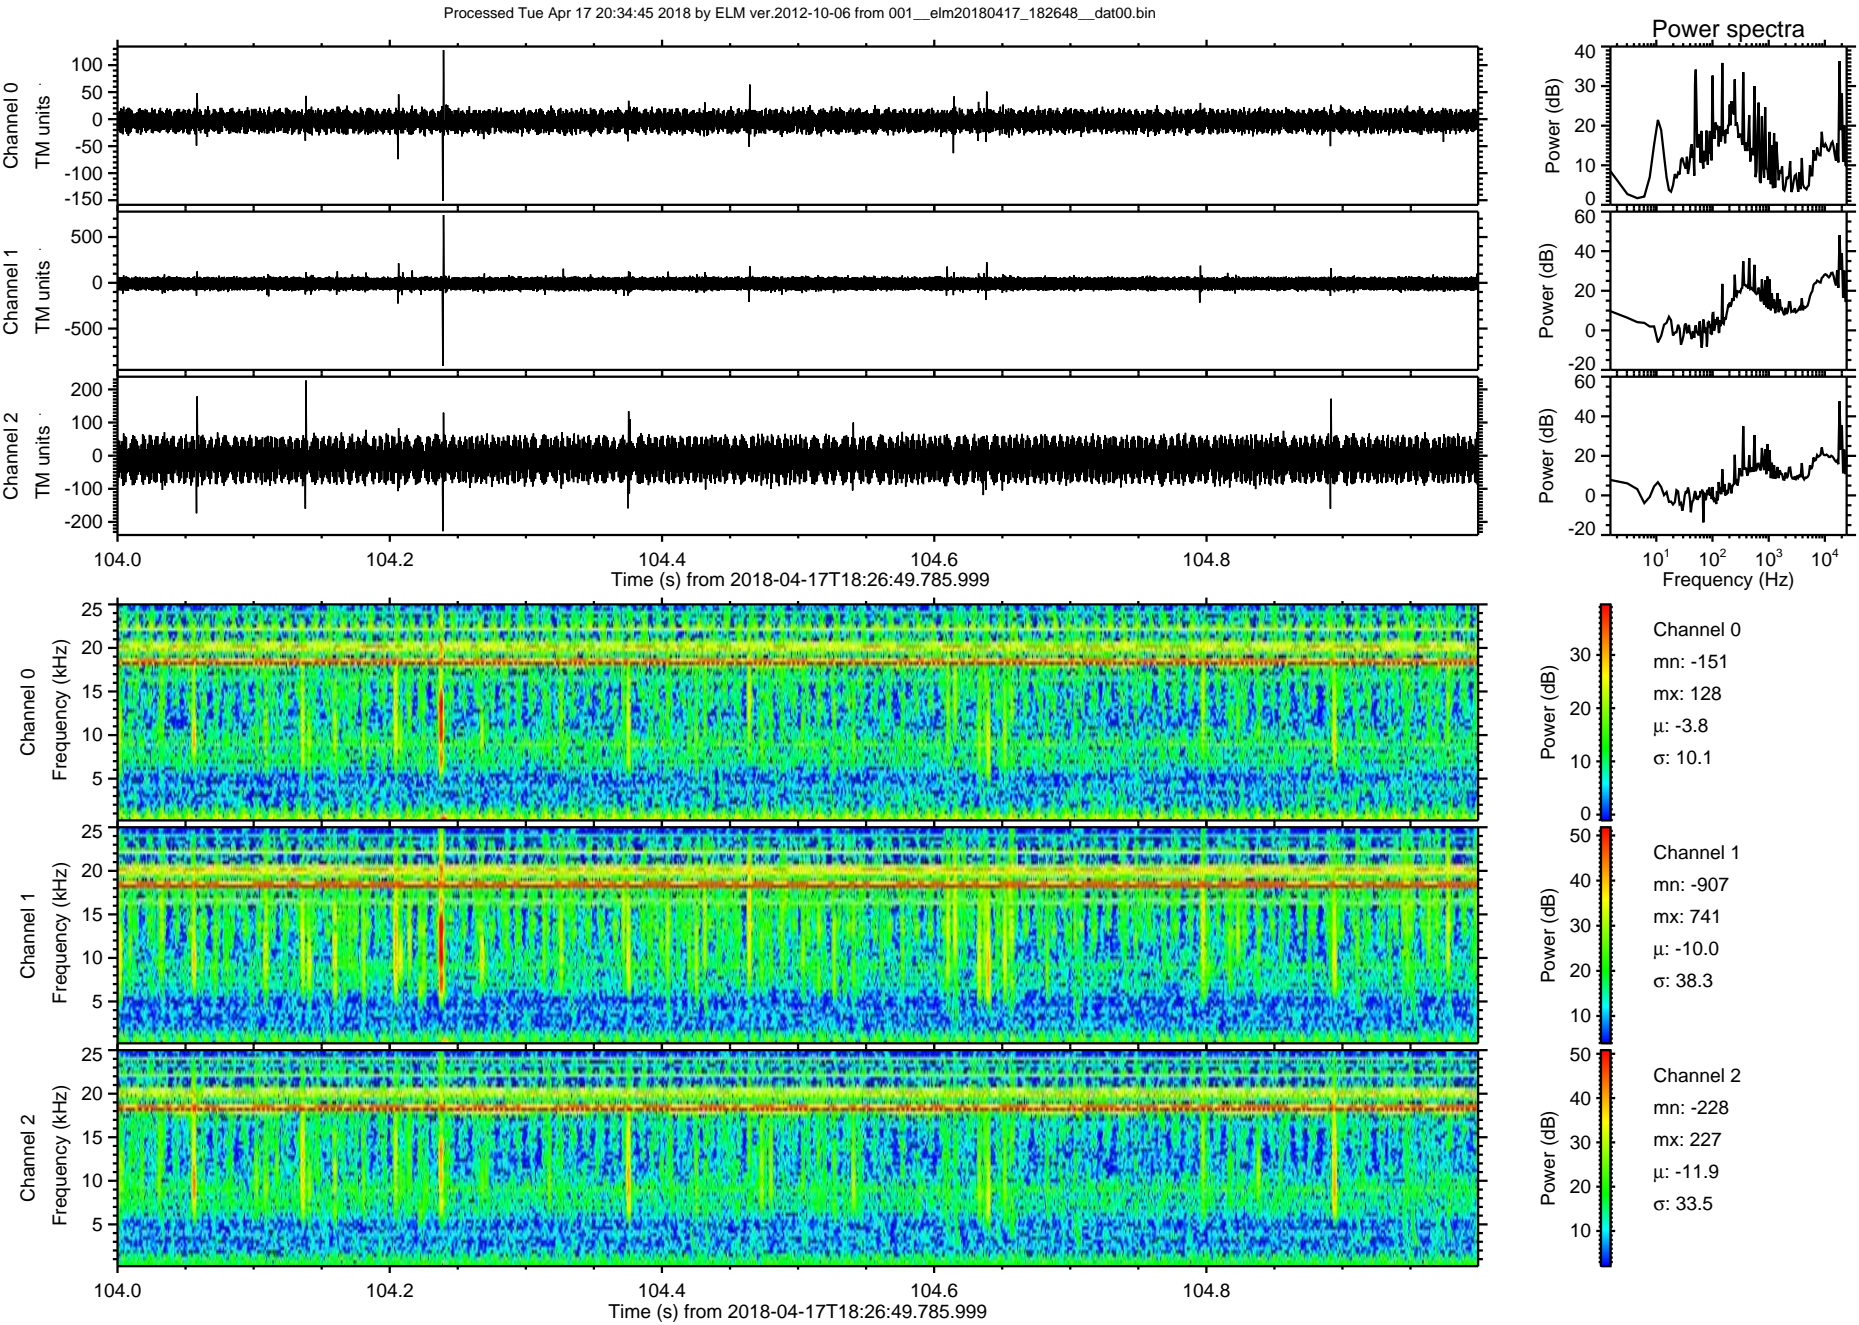 Processed Tue Apr 17 20:34:45 2018 by ELM ver.2012-10-06 from 001__elm20180417_182648__dat00.bin
Power spectra
Channel 0
TM units
100
50
0
-50
-100
-150
Power (dB)
40
30
20
10
0
Channel 1
TM units
500
0
-500
Power (dB)
60
40
20
0
-20
Channel 2
TM units
200
100
0
-100
-200
Power (dB)
60
40
20
0
-20
104.0 104.2 104.4 104.6 104.8
Time (s) from 2018-04-17T18:26:49.785.999
10^1 10^2 10^3 10^4
Frequency (Hz)
Channel 0
Frequency (kHz)
25
20
15
10
5
Power (dB)
30
20
10
0
Channel 0
mn: -151
mx: 128
µ: -3.8
σ: 10.1
Channel 1
Frequency (kHz)
25
20
15
10
5
Power (dB)
50
40
30
20
10
Channel 1
mn: -907
mx: 741
µ: -10.0
σ: 38.3
Channel 2
Frequency (kHz)
25
20
15
10
5
Power (dB)
50
40
30
20
10
Channel 2
mn: -228
mx: 227
µ: -11.9
σ: 33.5
104.0 104.2 104.4 104.6 104.8
Time (s) from 2018-04-17T18:26:49.785.999